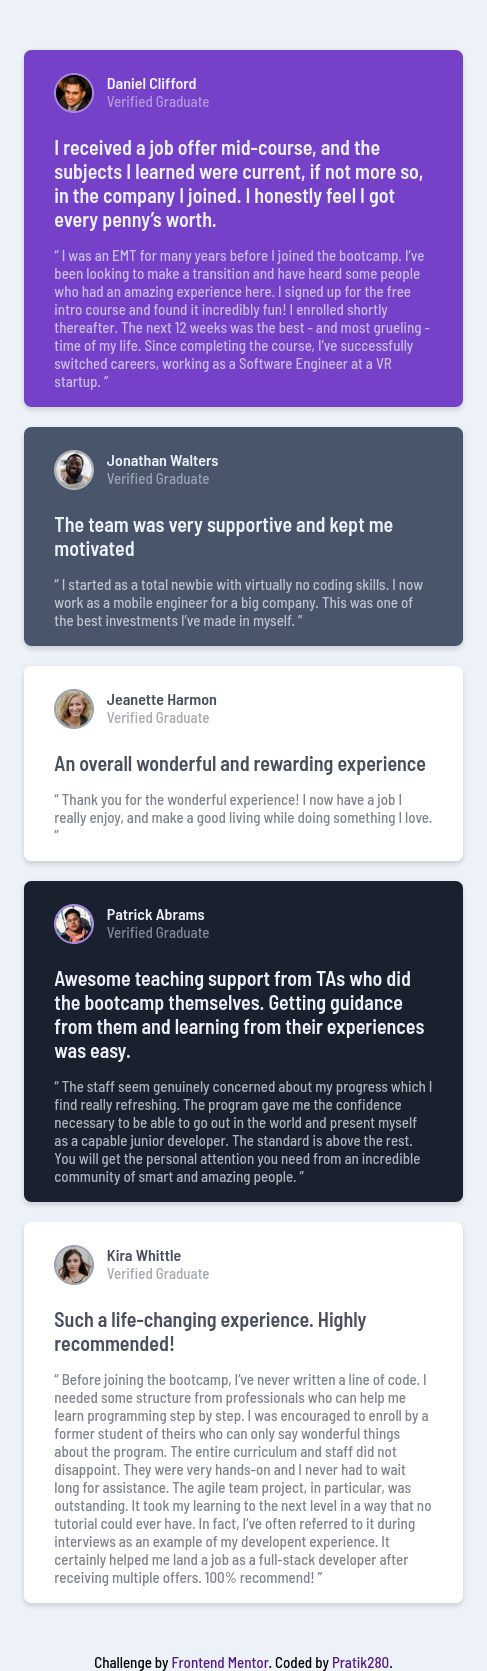 Daniel Clifford
Verified Graduate
I received a job offer mid-course, and the
subjects I learned were current, if not more so,
in the company I joined. I honestly feel I got
every penny’s worth.
“ I was an EMT for many years before I joined the bootcamp. I’ve
been looking to make a transition and have heard some people
who had an amazing experience here. I signed up for the free
intro course and found it incredibly fun! I enrolled shortly
thereafter. The next 12 weeks was the best - and most grueling -
time of my life. Since completing the course, I’ve successfully
switched careers, working as a Software Engineer at a VR
startup. ”
Jonathan Walters
Verified Graduate
The team was very supportive and kept me
motivated
“ I started as a total newbie with virtually no coding skills. I now
work as a mobile engineer for a big company. This was one of
the best investments I’ve made in myself. ”
Jeanette Harmon
Verified Graduate
An overall wonderful and rewarding experience
“ Thank you for the wonderful experience! I now have a job I
really enjoy, and make a good living while doing something I love.
”
Patrick Abrams
Verified Graduate
Awesome teaching support from TAs who did
the bootcamp themselves. Getting guidance
from them and learning from their experiences
was easy.
“ The staff seem genuinely concerned about my progress which I
find really refreshing. The program gave me the confidence
necessary to be able to go out in the world and present myself
as a capable junior developer. The standard is above the rest.
You will get the personal attention you need from an incredible
community of smart and amazing people. ”
Kira Whittle
Verified Graduate
Such a life-changing experience. Highly
recommended!
“ Before joining the bootcamp, I’ve never written a line of code. I
needed some structure from professionals who can help me
learn programming step by step. I was encouraged to enroll by a
former student of theirs who can only say wonderful things
about the program. The entire curriculum and staff did not
disappoint. They were very hands-on and I never had to wait
long for assistance. The agile team project, in particular, was
outstanding. It took my learning to the next level in a way that no
tutorial could ever have. In fact, I’ve often referred to it during
interviews as an example of my developent experience. It
certainly helped me land a job as a full-stack developer after
receiving multiple offers. 100% recommend! ”
Challenge by Frontend Mentor. Coded by Pratik280.